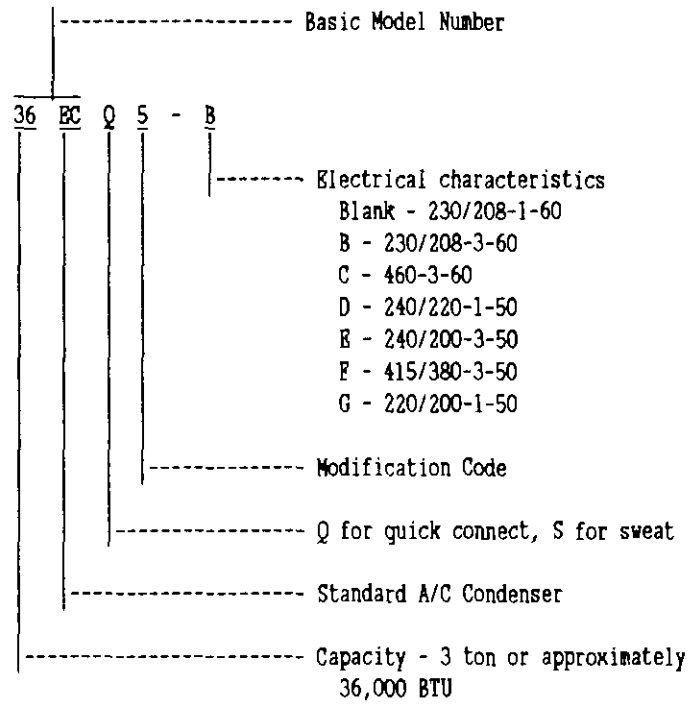 Basic Model Number
36 EC Q 5 - B
Electrical characteristics
Blank - 230/208-1-60
B - 230/208-3-60
C - 460-3-60
D - 240/220-1-50
E - 240/200-3-50
F - 415/380-3-50
G - 220/200-1-50
Modification Code
Q for quick connect, S for sweat
Standard A/C Condenser
Capacity - 3 ton or approximately
36,000 BTU